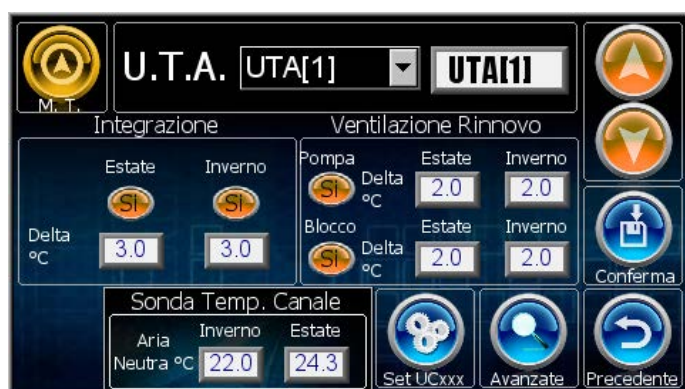 M. T.
U.T.A. UTA[1] UTA[1]
Integrazione
Estate Inverno
Si Si
Delta °C 3.0 3.0
Ventilazione Rinnovo
Pompa Estate Inverno
Si Delta °C 2.0 2.0
Blocco Estate Inverno
Si Delta °C 2.0 2.0
Conferma
Sonda Temp. Canale
Inverno Estate
Aria Neutra °C 22.0 24.3
Set UCxxx Avanzate Precedente